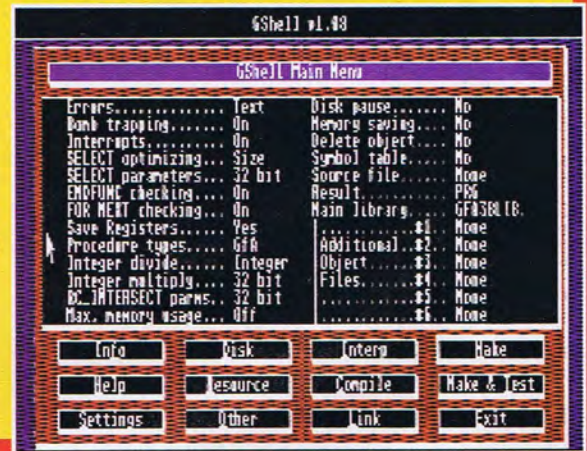 GShell v1.08
GShell Main Menu
Errors.............. Text
Bomb trapping....... On
Interrupts.......... On
SELECT optimizing... Size
SELECT parameters... 32 bit
ENDFUNC checking.... On
FOR NEXT checking... On
Save Registers...... Yes
Procedure types..... GfA
Integer divide...... Integer
Integer multiply.... 32 bit
RC_INTERSECT parms.. 32 bit
Max. memory usage... Off
Disk pause....... No
Memory saving.... No
Delete object.... No
Symbol table..... No
Source file...... None
Result........... PRG
Main library..... GFA3BLIB.
............#1.. None
Additional..#2.. None
Object......#3.. None
Files.......#4.. None
............#5.. None
............#6.. None
Info Disk Interp Make
Help Resource Compile Make & Test
Settings Other Link Exit